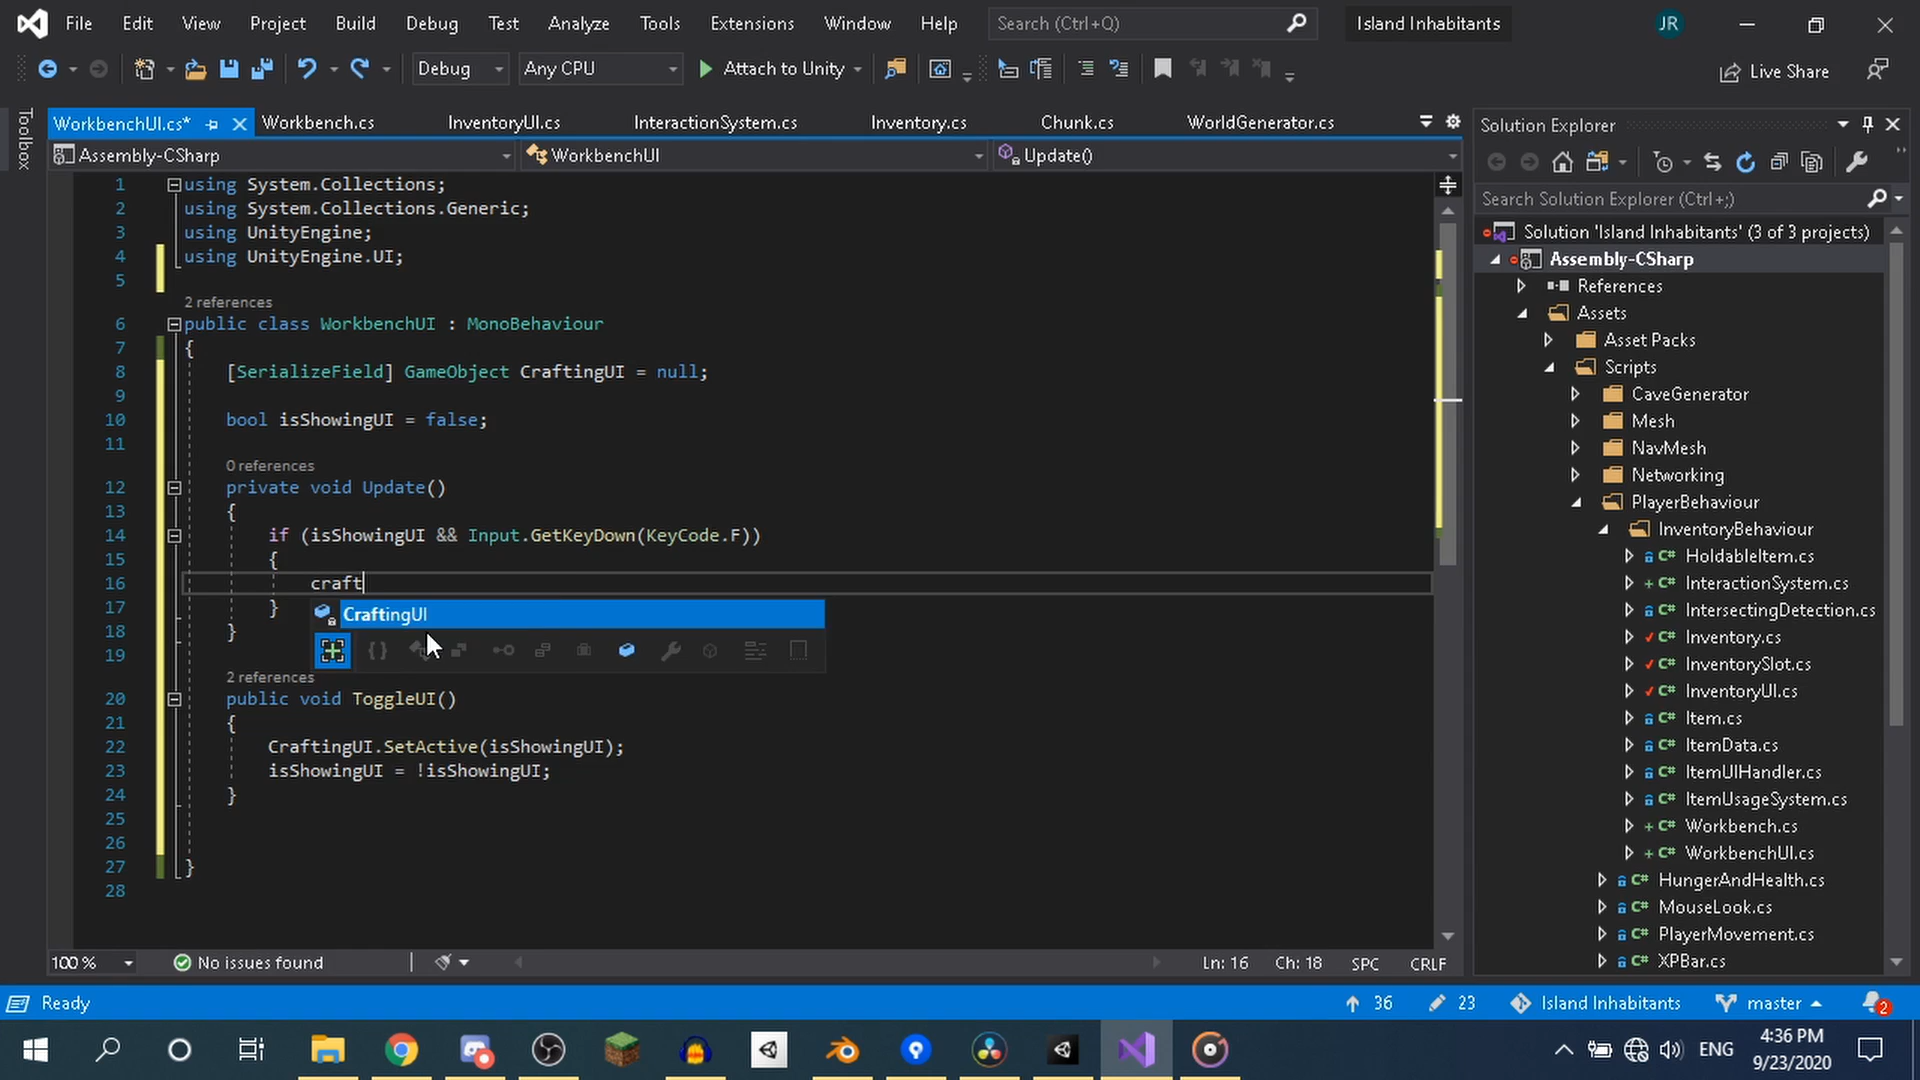 File Edit View Project Build Debug Test Analyze Tools Extensions Window Help Search (Ctrl+Q) Island Inhabitants JR
Debug Any CPU Attach to Unity Live Share
Toolbox
WorkbenchUI.cs* Workbench.cs InventoryUI.cs InteractionSystem.cs Inventory.cs Chunk.cs WorldGenerator.cs
Assembly-CSharp WorkbenchUI Update()
1 using System.Collections;
2 using System.Collections.Generic;
3 using UnityEngine;
4 using UnityEngine.UI;
5
2 references
6 public class WorkbenchUI : MonoBehaviour
7 {
8 [SerializeField] GameObject CraftingUI = null;
9
10 bool isShowingUI = false;
11
0 references
12 private void Update()
13 {
14 if (isShowingUI && Input.GetKeyDown(KeyCode.F))
15 {
16 craft
CraftingUI
17 }
18 }
19
2 references
20 public void ToggleUI()
21 {
22 CraftingUI.SetActive(isShowingUI);
23 isShowingUI = !isShowingUI;
24 }
25
26
27 }
28
100 % No issues found Ln: 16 Ch: 18 SPC CRLF
Solution Explorer
Search Solution Explorer (Ctrl+;)
Solution 'Island Inhabitants' (3 of 3 projects)
Assembly-CSharp
References
Assets
Asset Packs
Scripts
CaveGenerator
Mesh
NavMesh
Networking
PlayerBehaviour
InventoryBehaviour
C# HoldableItem.cs
C# InteractionSystem.cs
C# IntersectingDetection.cs
C# Inventory.cs
C# InventorySlot.cs
C# InventoryUI.cs
C# Item.cs
C# ItemData.cs
C# ItemUIHandler.cs
C# ItemUsageSystem.cs
C# Workbench.cs
C# WorkbenchUI.cs
C# HungerAndHealth.cs
C# MouseLook.cs
C# PlayerMovement.cs
C# XPBar.cs
Ready 36 23 Island Inhabitants master 2
ENG 4:36 PM
9/23/2020